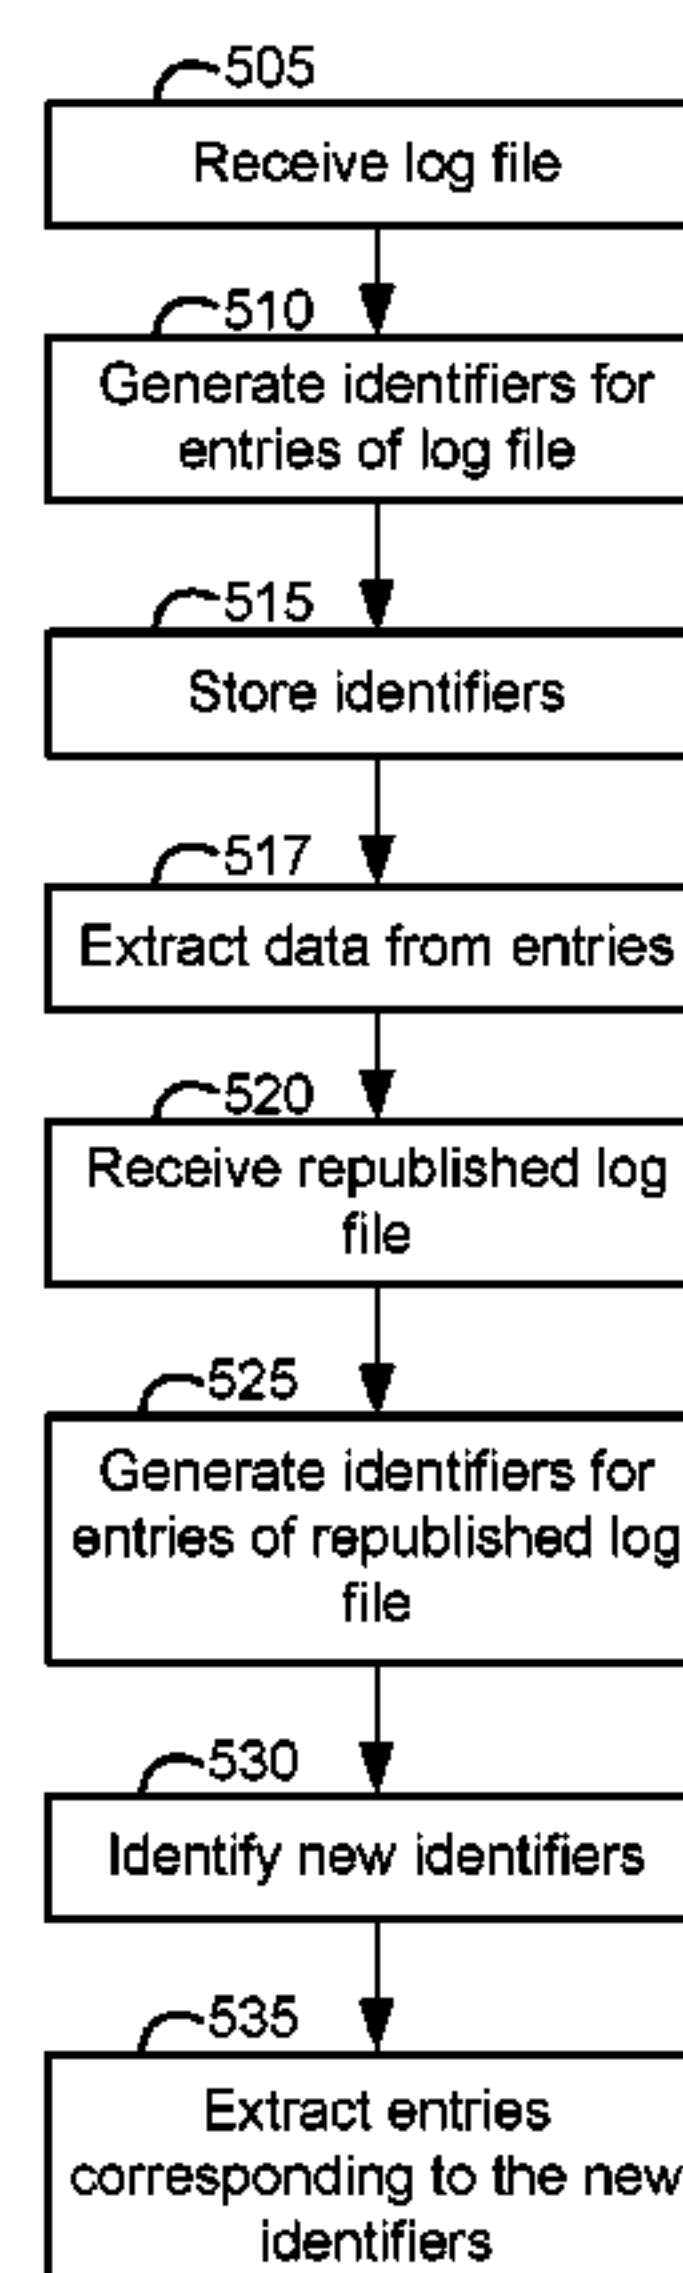 505
Receive log file
510
Generate identifiers for
entries of log file
515
Store identifiers
517
Extract data from entries
520
Receive republished log
file
525
Generate identifiers for
entries of republished log
file
530
Identify new identifiers
535
Extract entries
corresponding to the new
identifiers